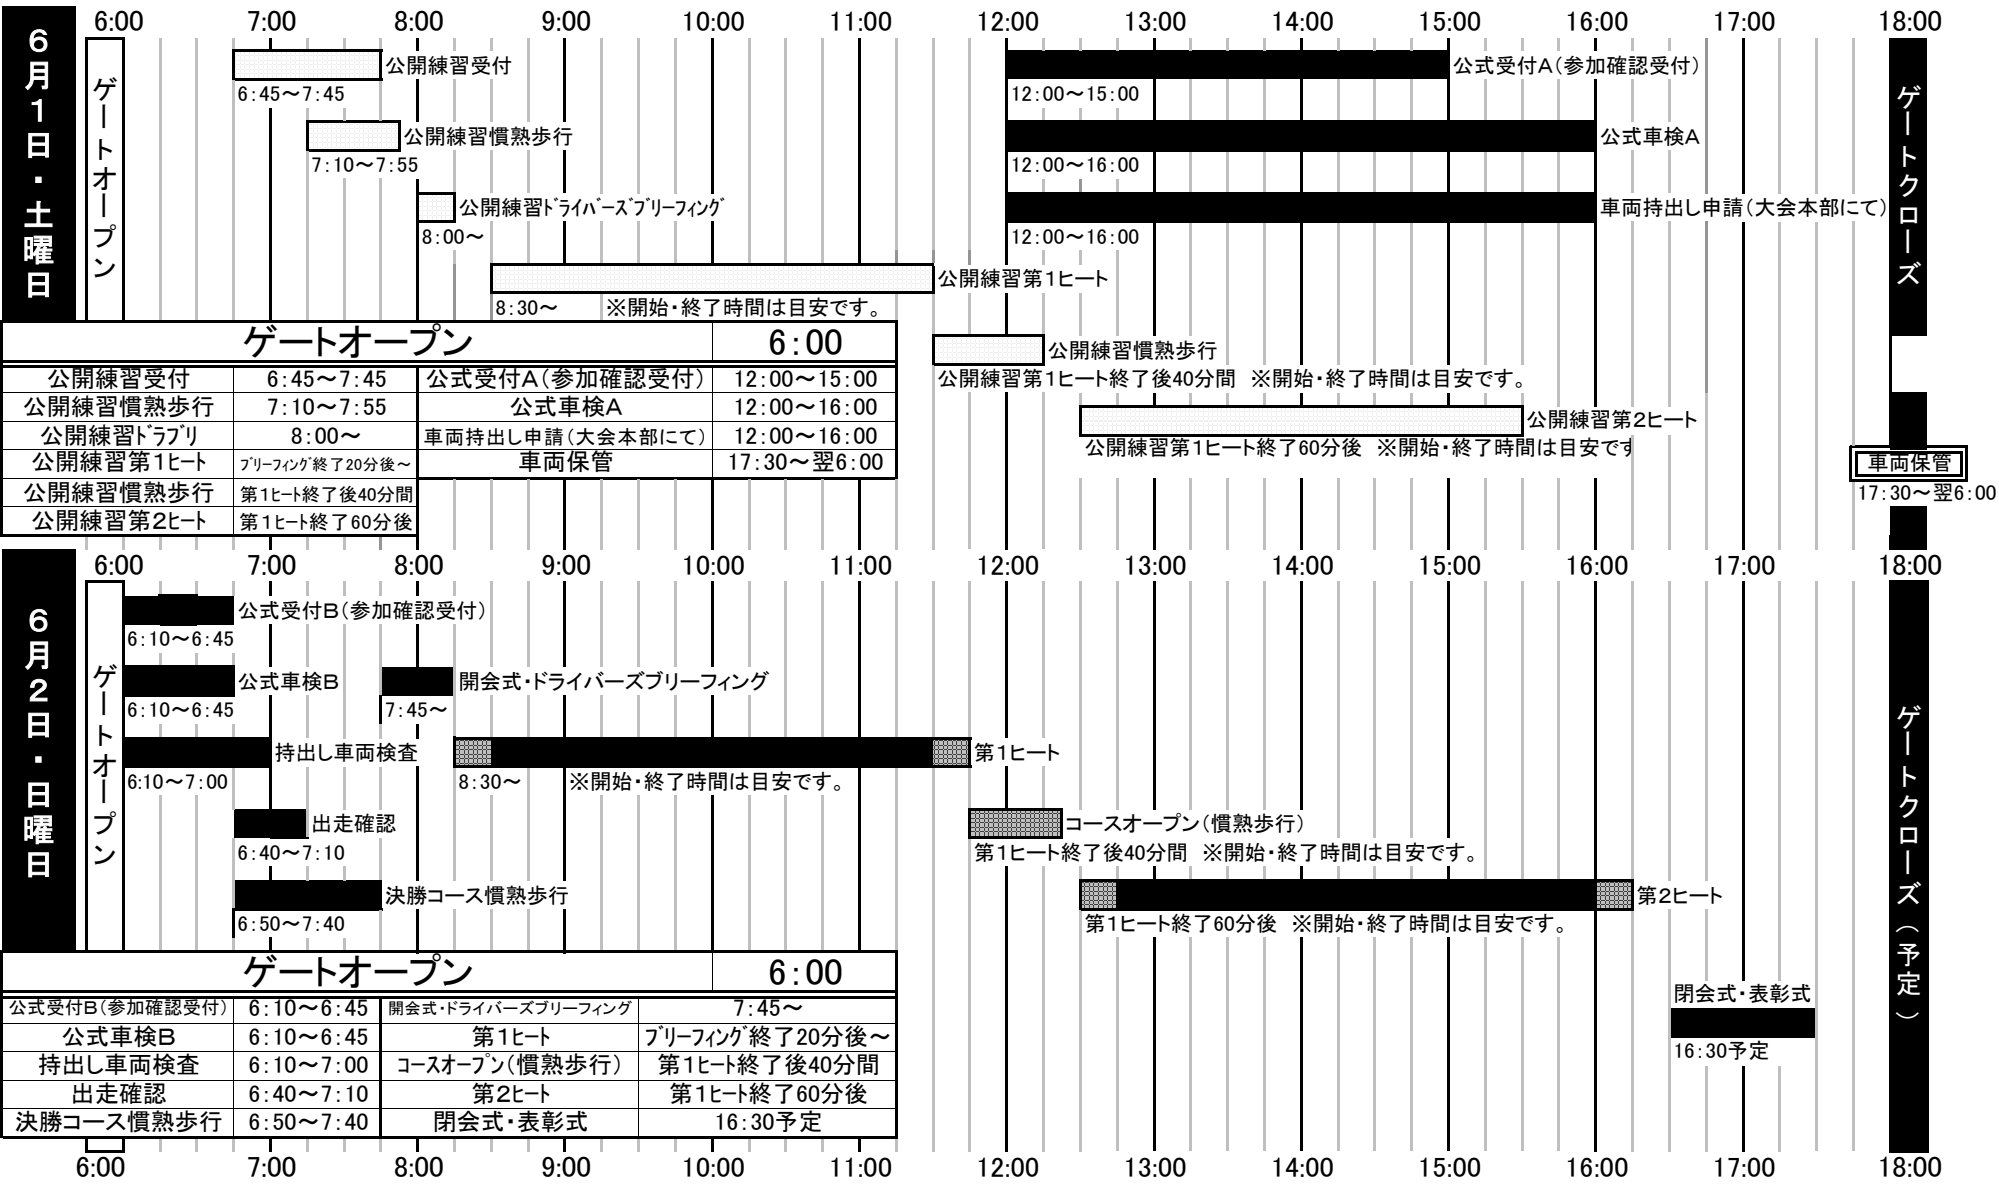 6:00 7:00 8:00 9:00 10:00 11:00 12:00 13:00 14:00 15:00 16:00 17:00 18:00
6月1日・土曜日
ゲートオープン
公開練習受付
6:45～7:45
公開練習慣熟歩行
7:10～7:55
公開練習ﾄﾞﾗｲﾊﾞｰｽﾞﾌﾞﾘｰﾌｨﾝｸﾞ
8:00～
公開練習第1ヒート
8:30～ ※開始・終了時間は目安です。
公式受付A（参加確認受付）
12:00～15:00
公式車検A
12:00～16:00
車両持出し申請（大会本部にて）
12:00～16:00
公開練習慣熟歩行
公開練習第1ヒート終了後40分間 ※開始・終了時間は目安です。
公開練習第2ヒート
公開練習第1ヒート終了60分後 ※開始・終了時間は目安です
ゲートクローズ
車両保管
17:30～翌6:00
ゲートオープン 6:00
公開練習受付 6:45～7:45 公式受付A（参加確認受付） 12:00～15:00
公開練習慣熟歩行 7:10～7:55 公式車検A 12:00～16:00
公開練習ﾄﾞﾗﾌﾞﾘ 8:00～ 車両持出し申請（大会本部にて） 12:00～16:00
公開練習第1ヒート ﾌﾞﾘｰﾌｨﾝｸﾞ終了20分後～ 車両保管 17:30～翌6:00
公開練習慣熟歩行 第1ヒート終了後40分間
公開練習第2ヒート 第1ヒート終了60分後
6:00 7:00 8:00 9:00 10:00 11:00 12:00 13:00 14:00 15:00 16:00 17:00 18:00
6月2日・日曜日
ゲートオープン
公式受付B（参加確認受付）
6:10～6:45
公式車検B
6:10～6:45
開会式・ドライバーズブリーフィング
7:45～
持出し車両検査
6:10～7:00
第1ヒート
8:30～ ※開始・終了時間は目安です。
出走確認
6:40～7:10
コースオープン（慣熟歩行）
第1ヒート終了後40分間 ※開始・終了時間は目安です。
決勝コース慣熟歩行
6:50～7:40
第2ヒート
第1ヒート終了60分後 ※開始・終了時間は目安です。
閉会式・表彰式
16:30予定
ゲートクローズ（予定）
ゲートオープン 6:00
公式受付B（参加確認受付） 6:10～6:45 開会式・ドライバーズブリーフィング 7:45～
公式車検B 6:10～6:45 第1ヒート ﾌﾞﾘｰﾌｨﾝｸﾞ終了20分後～
持出し車両検査 6:10～7:00 ｺｰｽｵｰﾌﾟﾝ（慣熟歩行） 第1ヒート終了後40分間
出走確認 6:40～7:10 第2ヒート 第1ヒート終了60分後
決勝コース慣熟歩行 6:50～7:40 閉会式・表彰式 16:30予定
6:00 7:00 8:00 9:00 10:00 11:00 12:00 13:00 14:00 15:00 16:00 17:00 18:00